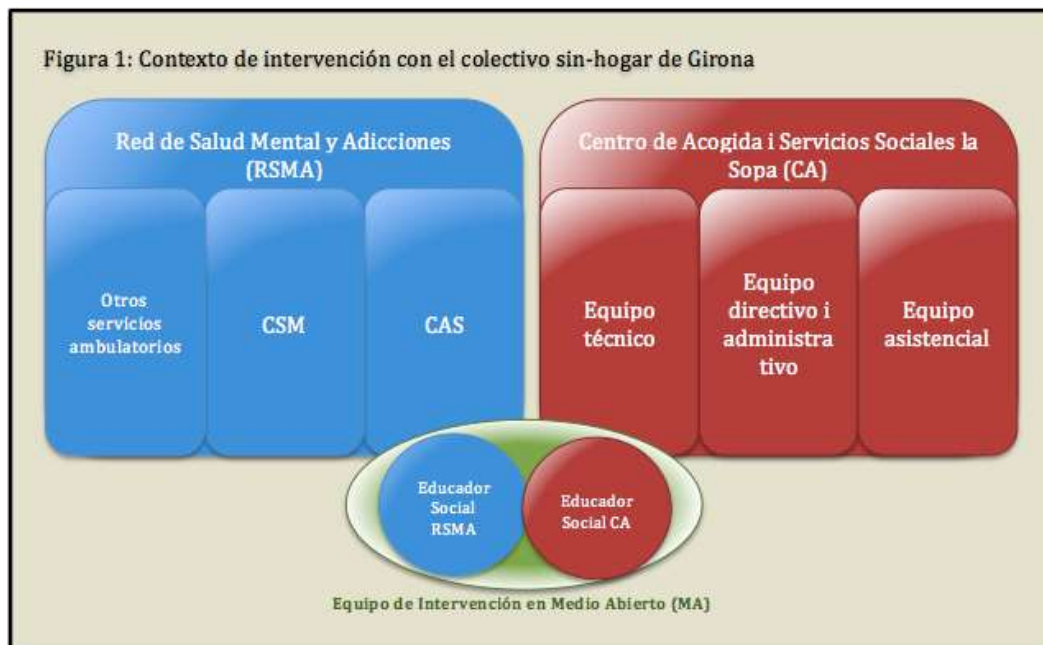 Figura 1: Contexto de intervención con el colectivo sin-hogar de Girona
Red de Salud Mental y Adicciones
(RSMA)
Otros
servicios
ambulatorios
CSM
CAS
Centro de Acogida i Servicios Sociales la
Sopa (CA)
Equipo
técnico
Equipo
directivo i
administra
tivo
Equipo
asistencial
Educador
Social
RSMA
Educador
Social CA
Equipo de Intervención en Medio Abierto (MA)